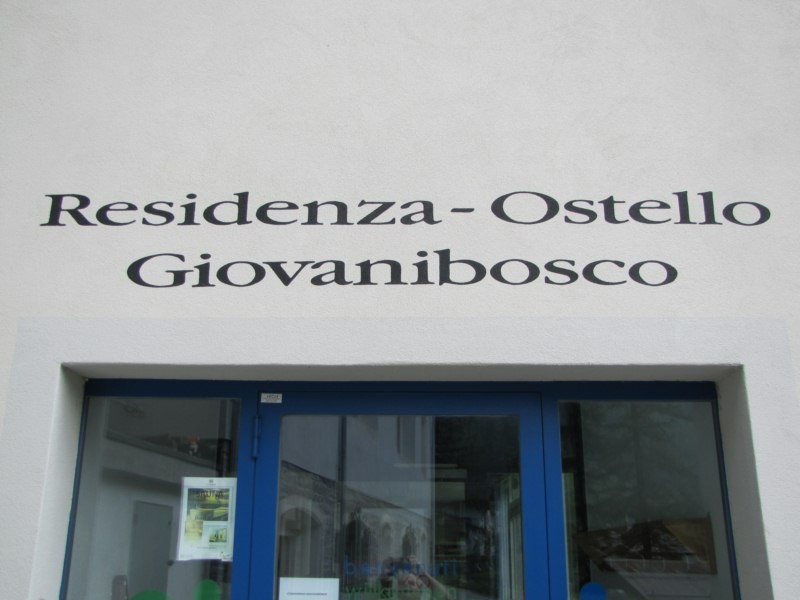 Residenza - Ostello
Giovanibosco